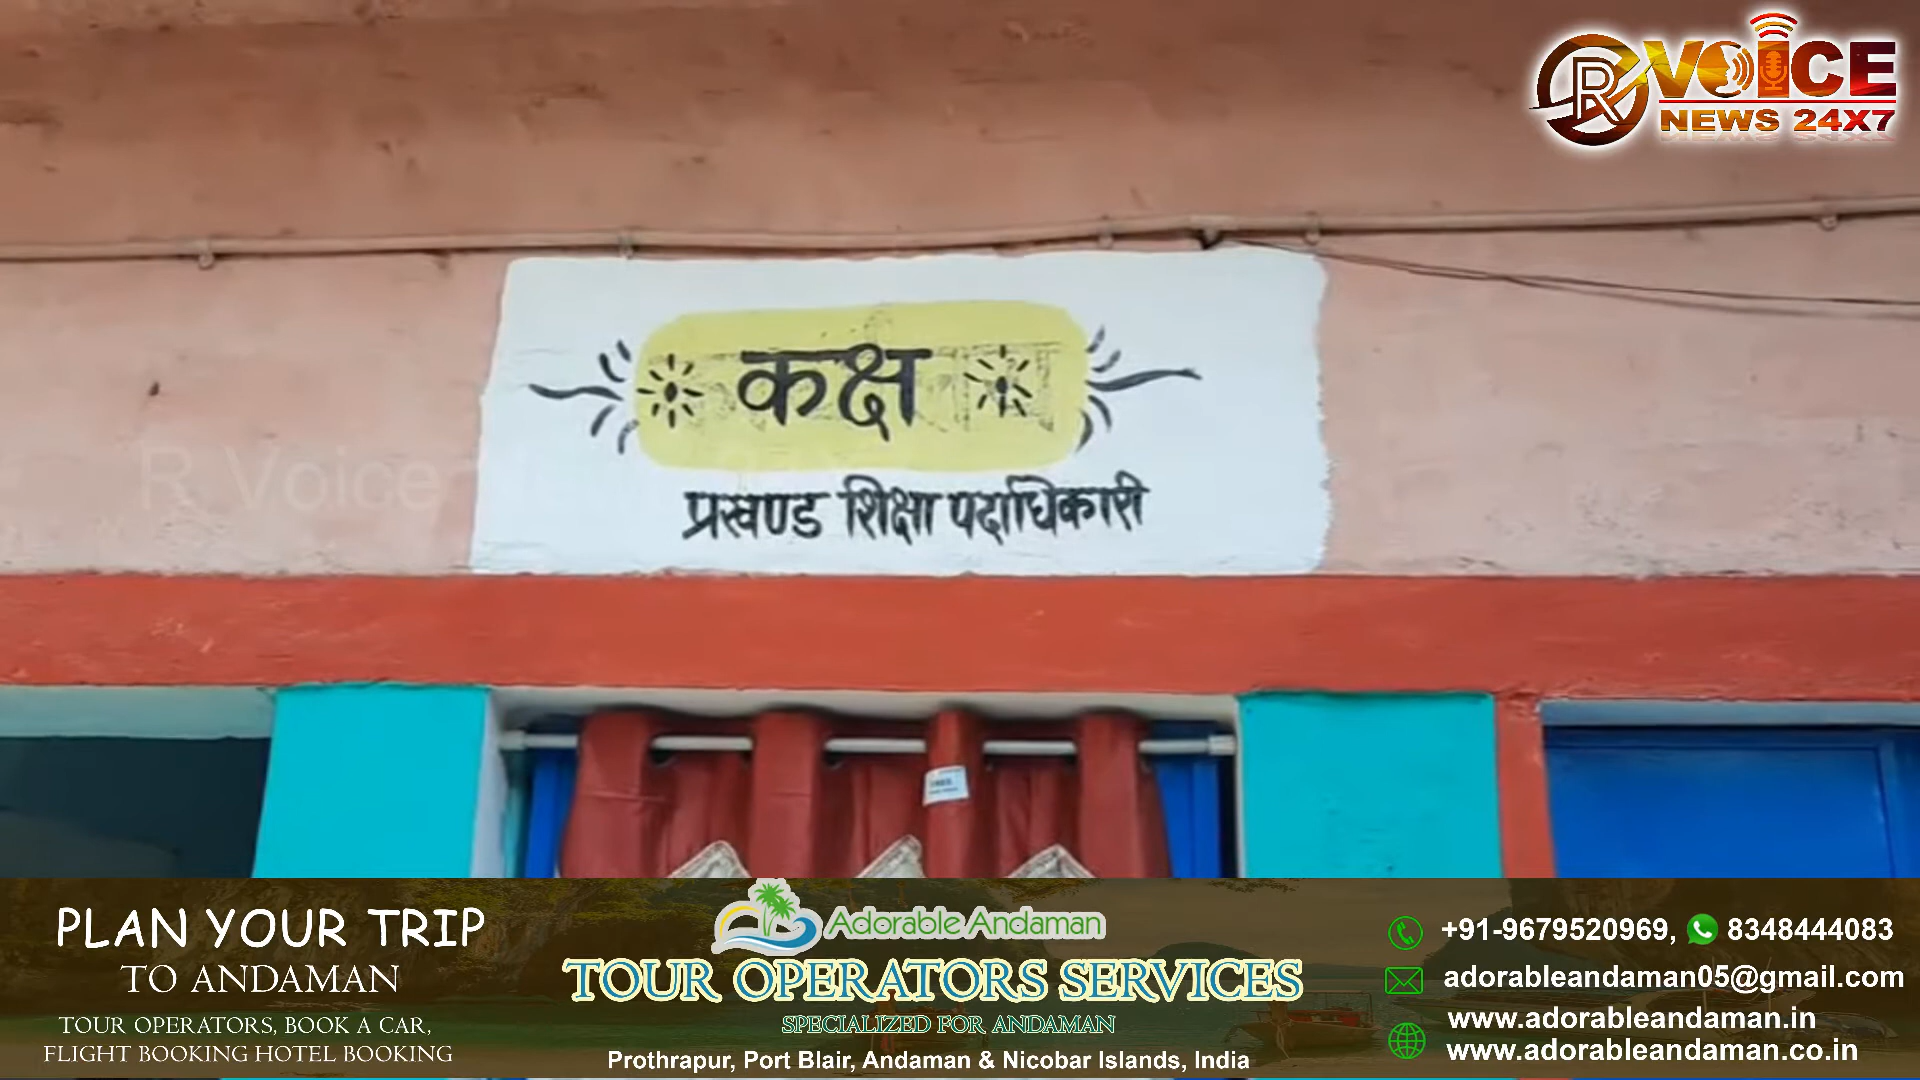 R VOICE
NEWS 24X7
कक्ष
प्रखण्ड शिक्षा पदाधिकारी
R Voice
PLAN YOUR TRIP
TO ANDAMAN
TOUR OPERATORS, BOOK A CAR,
FLIGHT BOOKING HOTEL BOOKING
Adorable Andaman
TOUR OPERATORS SERVICES
SPECIALIZED FOR ANDAMAN
Prothrapur, Port Blair, Andaman & Nicobar Islands, India
+91-9679520969, 8348444083
adorableandaman05@gmail.com
www.adorableandaman.in
www.adorableandaman.co.in